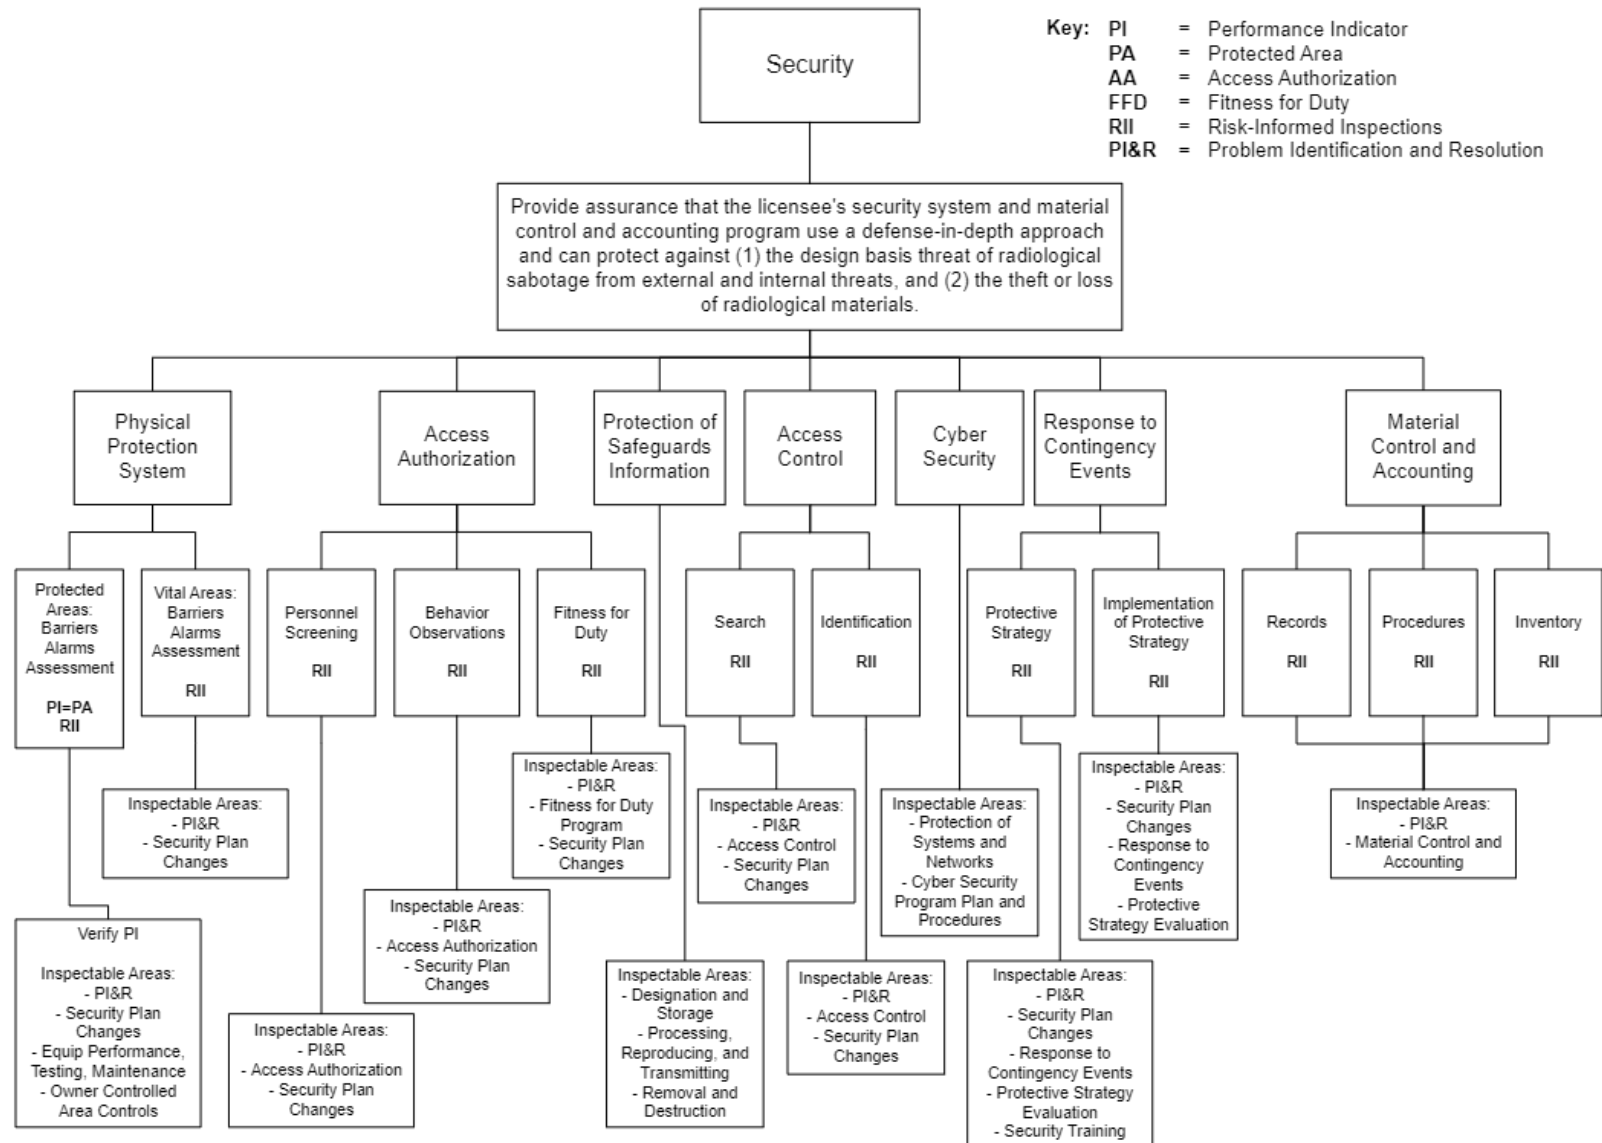 Security
Key: PI = Performance Indicator
PA = Protected Area
AA = Access Authorization
FFD = Fitness for Duty
RII = Risk-Informed Inspections
PI&R = Problem Identification and Resolution
Provide assurance that the licensee's security system and material
control and accounting program use a defense-in-depth approach
and can protect against (1) the design basis threat of radiological
sabotage from external and internal threats, and (2) the theft or loss
of radiological materials.
Physical
Protection
System
Access
Authorization
Protection of
Safeguards
Information
Access
Control
Cyber
Security
Response to
Contingency
Events
Material
Control and
Accounting
Protected
Areas:
Barriers
Alarms
Assessment
PI=PA
RII
Vital Areas:
Barriers
Alarms
Assessment
RII
Personnel
Screening
RII
Behavior
Observations
RII
Fitness for
Duty
RII
Search
RII
Identification
RII
Protective
Strategy
RII
Implementation
of Protective
Strategy
RII
Records
RII
Procedures
RII
Inventory
RII
Verify PI
Inspectable Areas:
- PI&R
- Security Plan
Changes
- Equip Performance,
Testing, Maintenance
- Owner Controlled
Area Controls
Inspectable Areas:
- PI&R
- Security Plan
Changes
Inspectable Areas:
- PI&R
- Access Authorization
- Security Plan
Changes
Inspectable Areas:
- PI&R
- Access Authorization
- Security Plan
Changes
Inspectable Areas:
- PI&R
- Fitness for Duty
Program
- Security Plan
Changes
Inspectable Areas:
- Designation and
Storage
- Processing,
Reproducing, and
Transmitting
- Removal and
Destruction
Inspectable Areas:
- PI&R
- Access Control
- Security Plan
Changes
Inspectable Areas:
- PI&R
- Access Control
- Security Plan
Changes
Inspectable Areas:
- Protection of
Systems and
Networks
- Cyber Security
Program Plan and
Procedures
Inspectable Areas:
- PI&R
- Security Plan
Changes
- Response to
Contingency Events
- Protective Strategy
Evaluation
- Security Training
Inspectable Areas:
- PI&R
- Security Plan
Changes
- Response to
Contingency
Events
- Protective
Strategy Evaluation
Inspectable Areas:
- PI&R
- Material Control and
Accounting